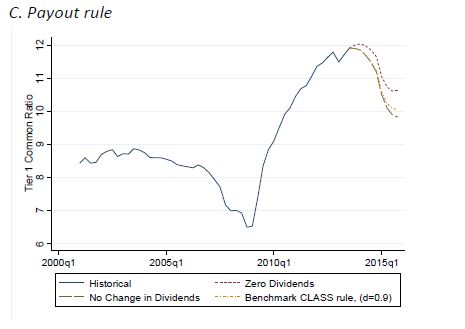 C. Payout rule
Tier 1 Common Ratio
12
11
10
9
8
7
6
2000q1 2005q1 2010q1 2015q1
Historical Zero Dividends
No Change in Dividends Benchmark CLASS rule, (d=0.9)